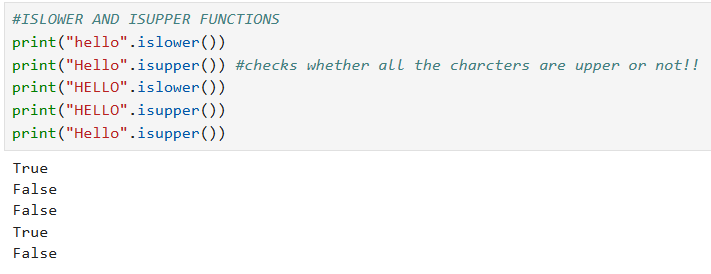 #ISLOWER AND ISUPPER FUNCTIONS
print("hello".islower())
print("Hello".isupper()) #checks whether all the charcters are upper or not!!
print("HELLO".islower())
print("HELLO".isupper())
print("Hello".isupper())
True
False
False
True
False